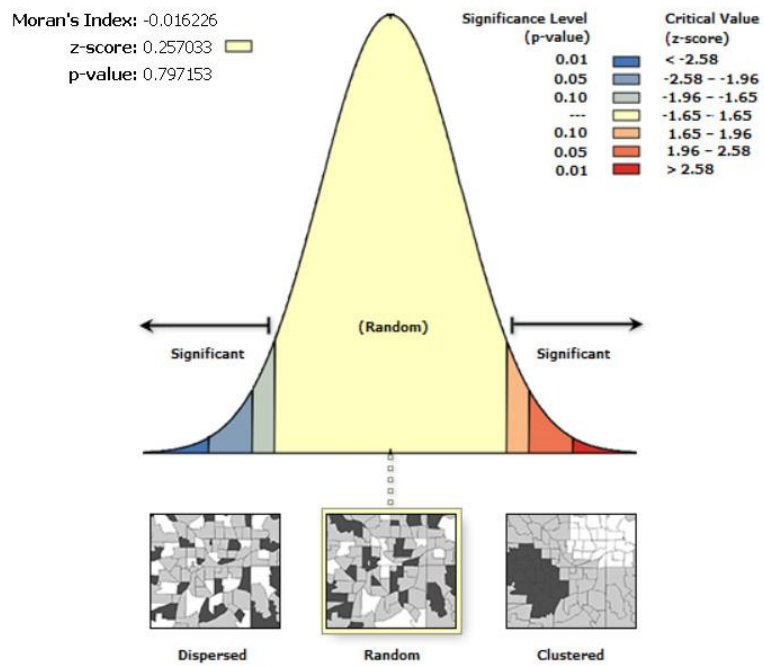 Moran's Index: -0.016226
z-score: 0.257033
p-value: 0.797153
Significance Level
(p-value)
Critical Value
(z-score)
0.01 < -2.58
0.05 -2.58 – -1.96
0.10 -1.96 – -1.65
--- -1.65 – 1.65
0.10 1.65 – 1.96
0.05 1.96 – 2.58
0.01 > 2.58
(Random)
Significant
Significant
Dispersed
Random
Clustered